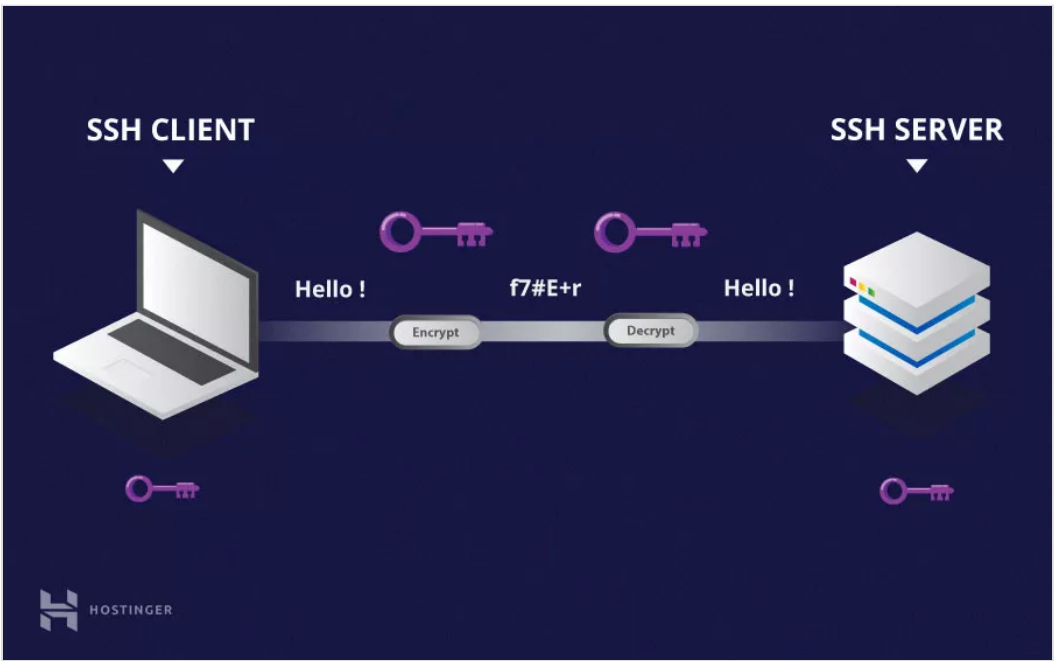 SSH CLIENT
SSH SERVER
Hello !
f7#E+r
Hello !
Encrypt
Decrypt
HOSTINGER